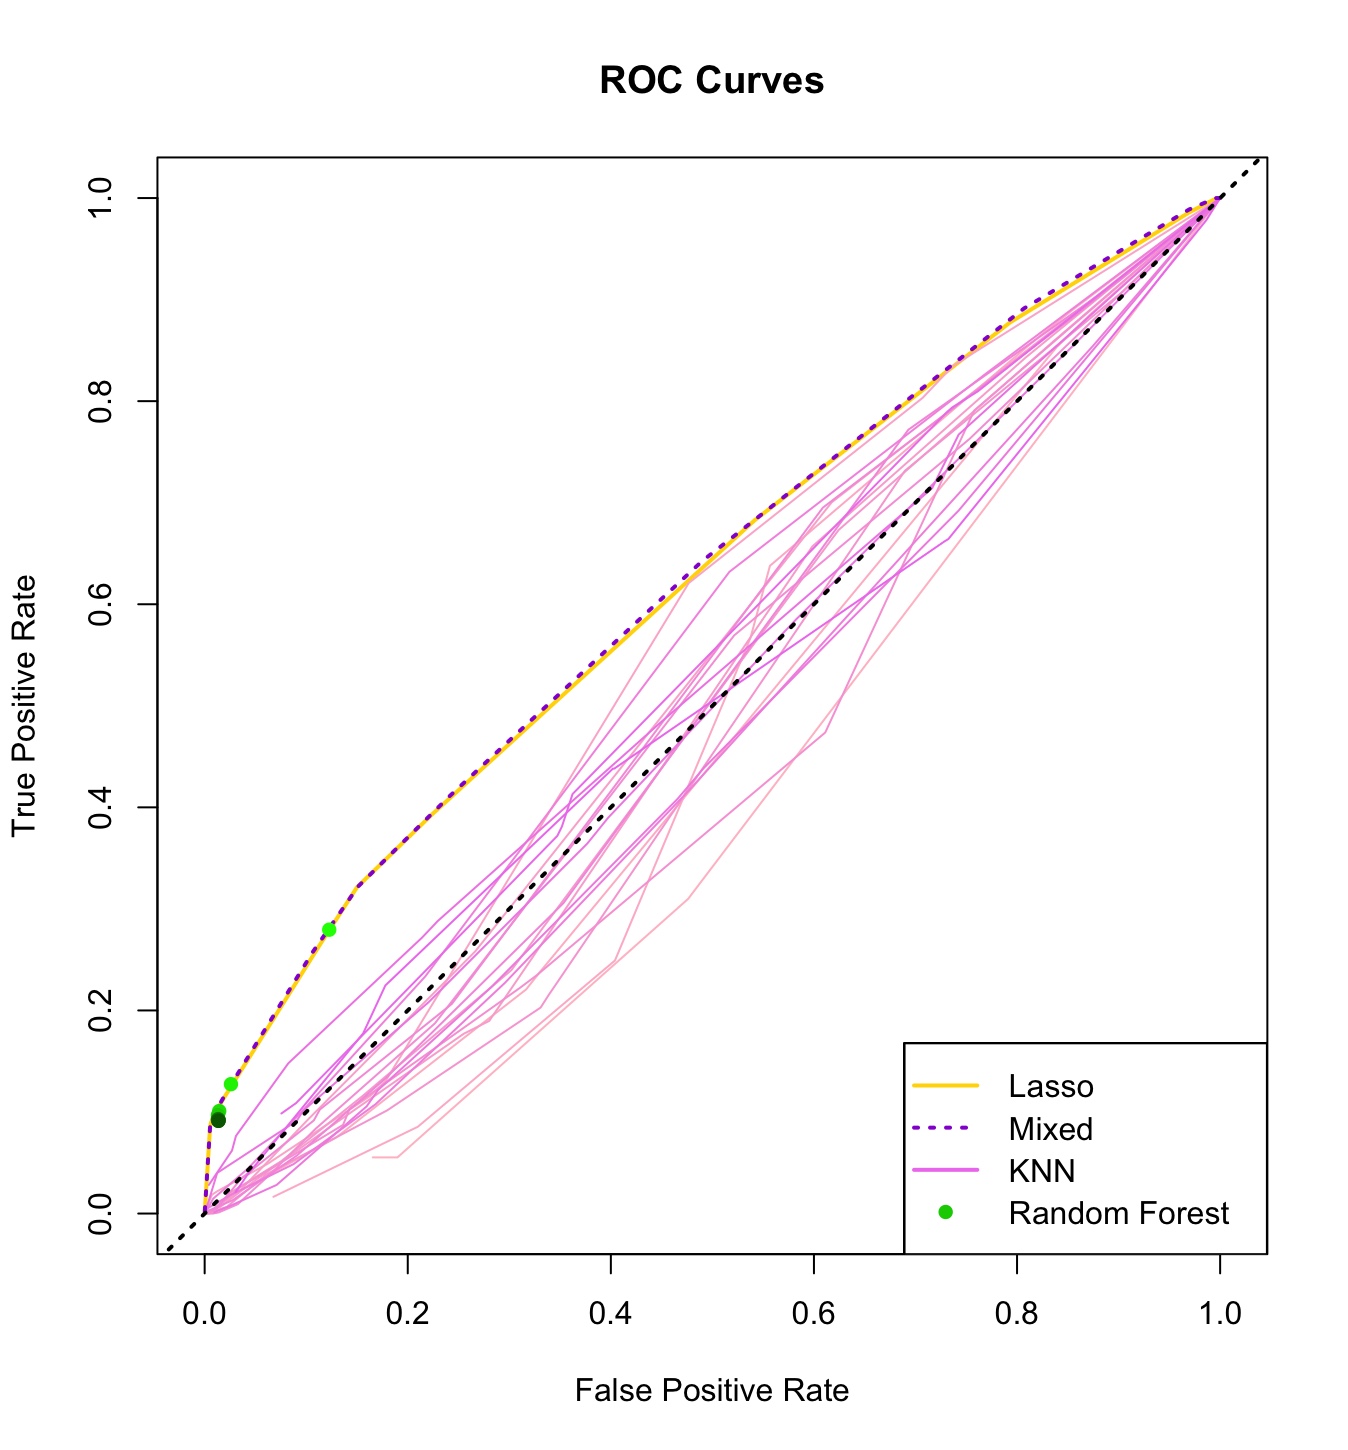 ROC Curves
True Positive Rate
1.0
0.8
0.6
0.4
0.2
0.0
Lasso
Mixed
KNN
Random Forest
0.0 0.2 0.4 0.6 0.8 1.0
False Positive Rate